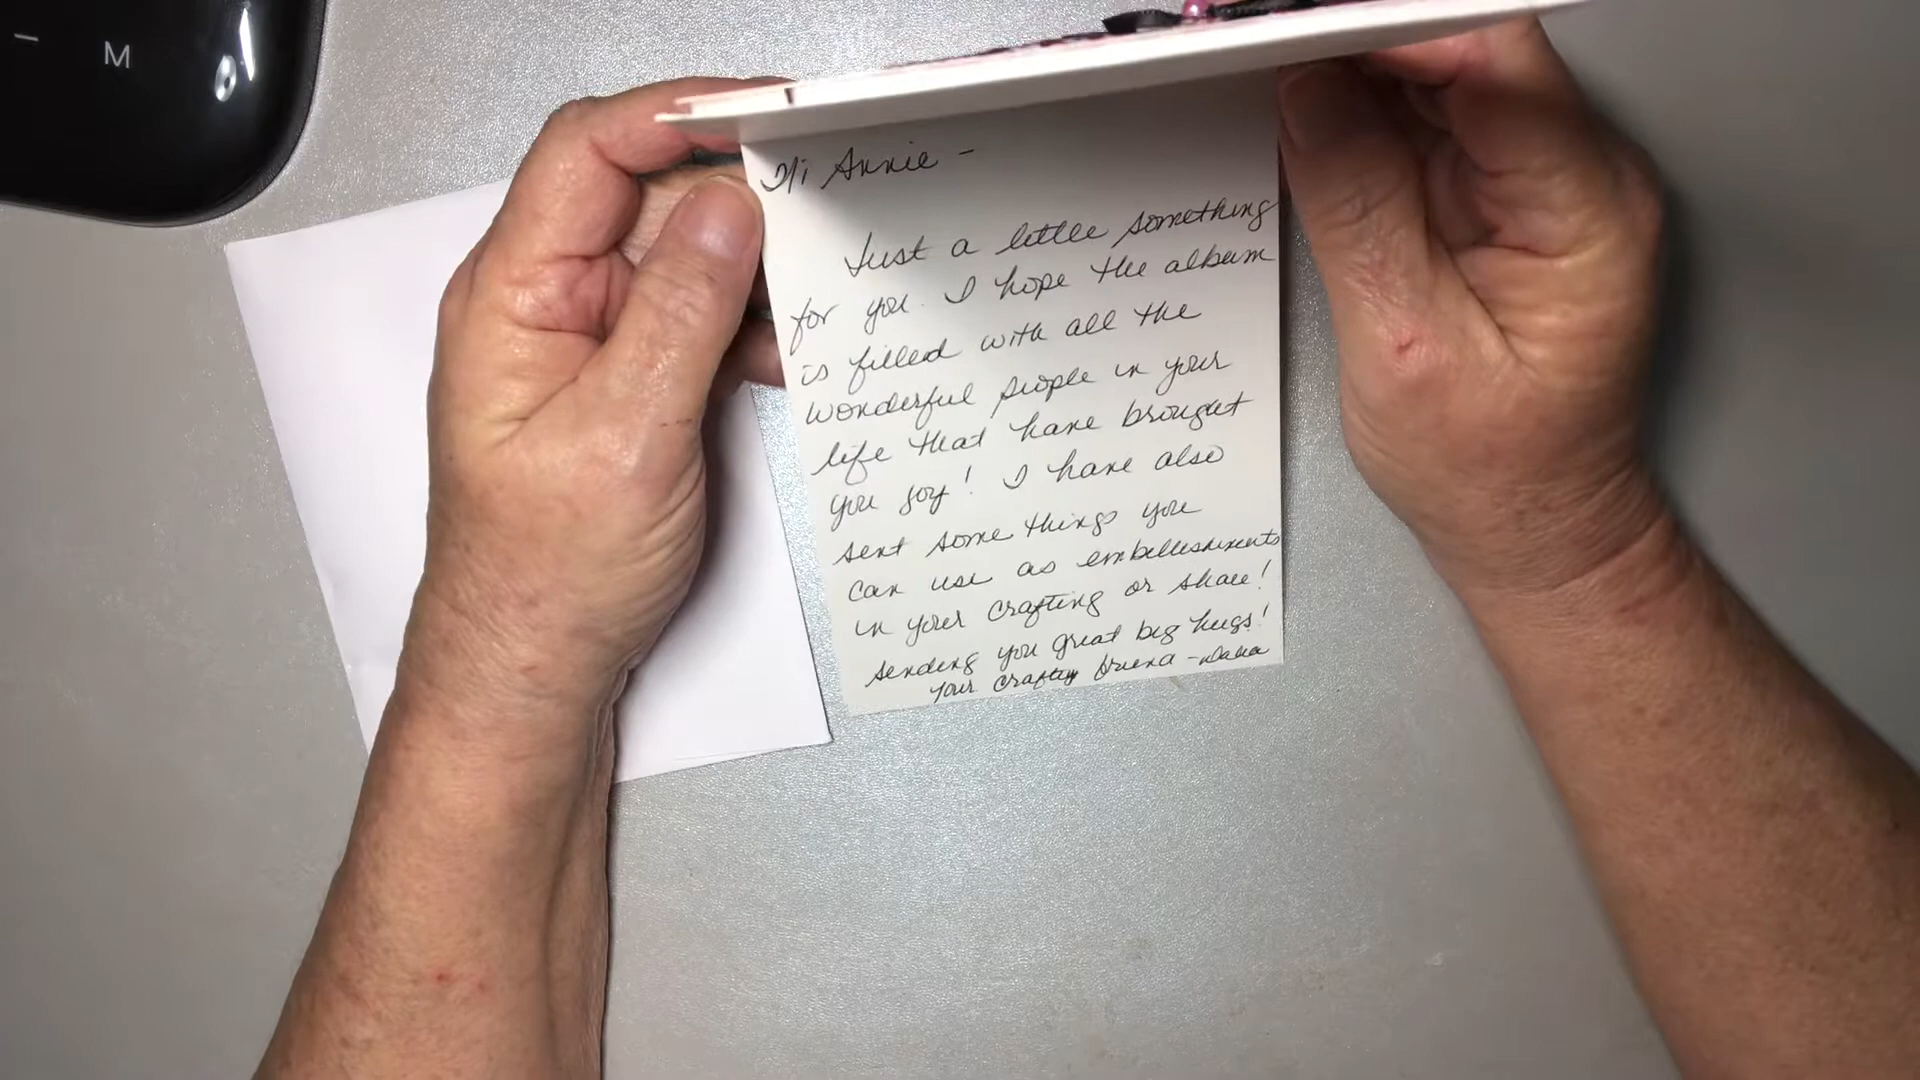 — M
Hi Annie -
Just a little something
for you. I hope the album
is filled with all the
wonderful people in your
life that have brought
you joy! I have also
sent some things you
can use as embellishments
in your crafting or share!
Sending you great big hugs!
Your crafty friend -